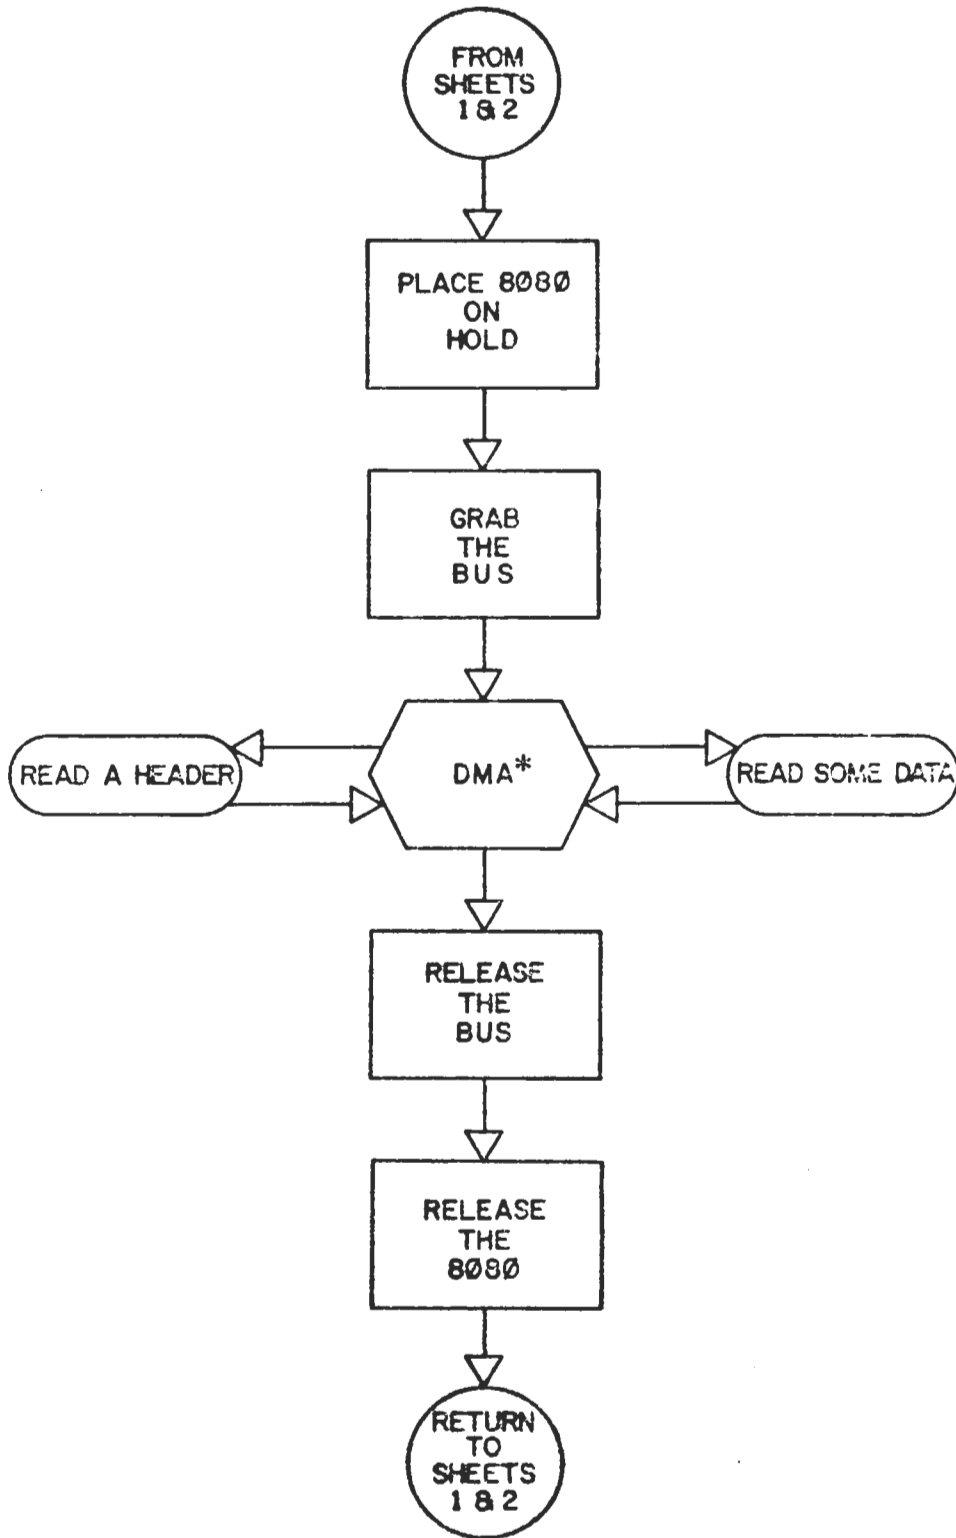 FROM
SHEETS
1 & 2
PLACE 8080
ON
HOLD
GRAB
THE
BUS
READ A HEADER
DMA*
READ SOME DATA
RELEASE
THE
BUS
RELEASE
THE
8080
RETURN
TO
SHEETS
1 & 2